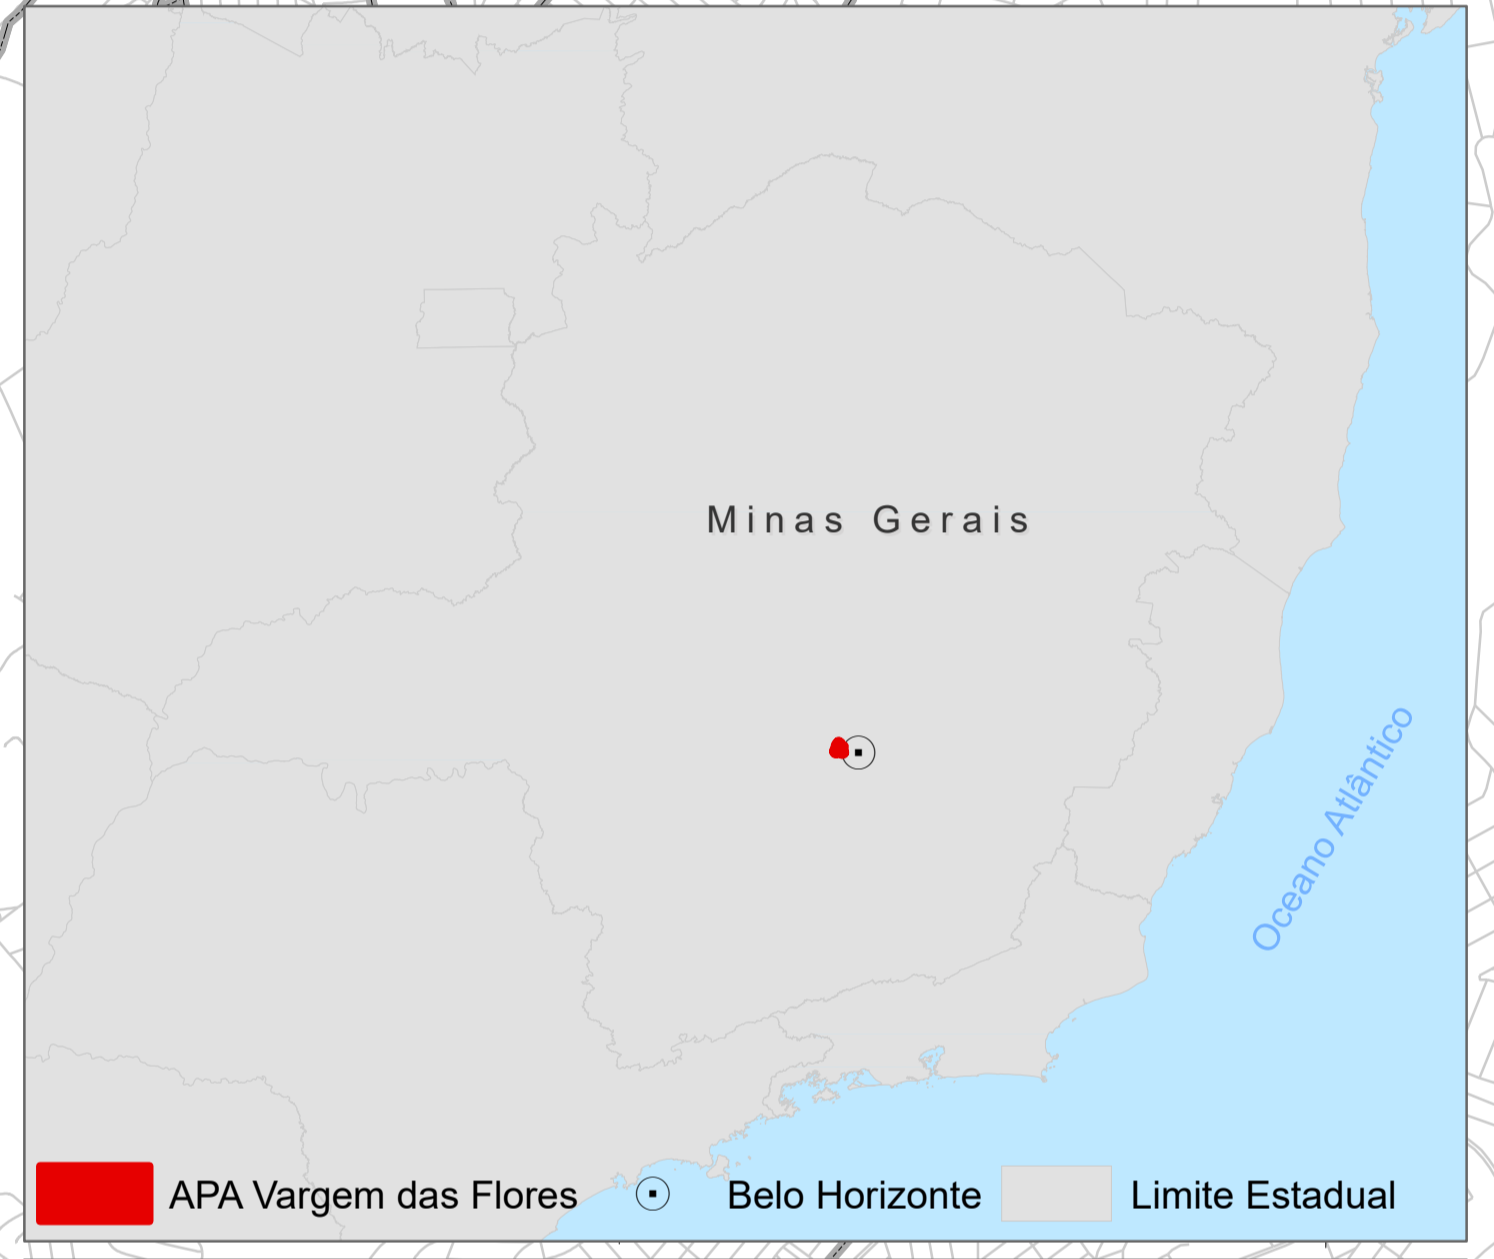 Minas Gerais
Oceano Atlântico
APA Vargem das Flores
Belo Horizonte
Limite Estadual